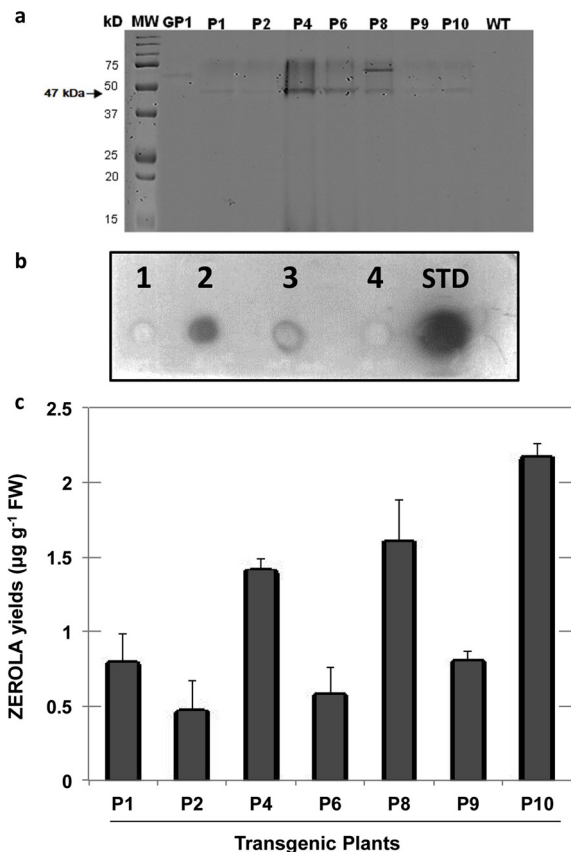 a
kD MW GP1 P1 P2 P4 P6 P8 P9 P10 WT
75
50
47 kDa
37
25
20
15
b
1 2 3 4 STD
c
2.5
2
1.5
1
0.5
0
ZEROLA yields (µg g⁻¹ FW)
P1 P2 P4 P6 P8 P9 P10
Transgenic Plants